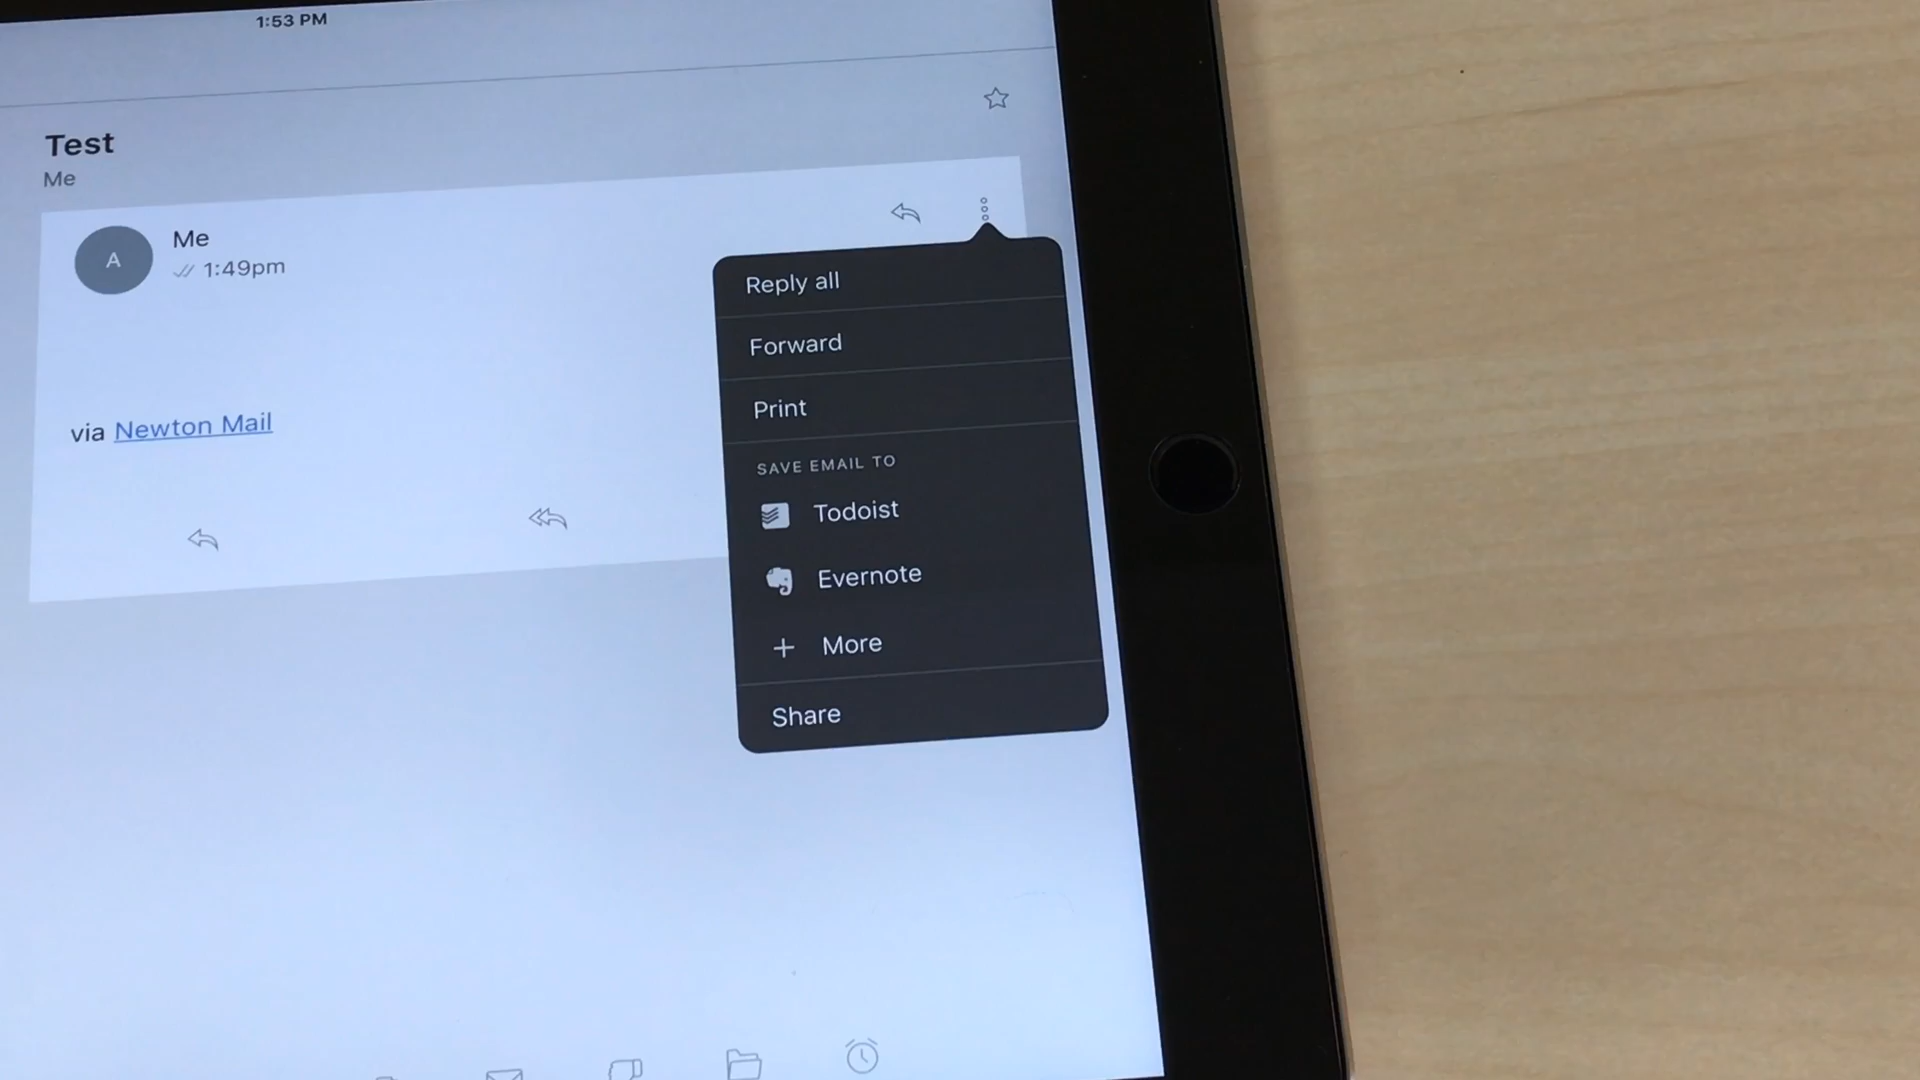 1:53 PM
Test
Me
A
Me
1:49pm
via Newton Mail
Reply all
Forward
Print
SAVE EMAIL TO
Todoist
Evernote
More
Share